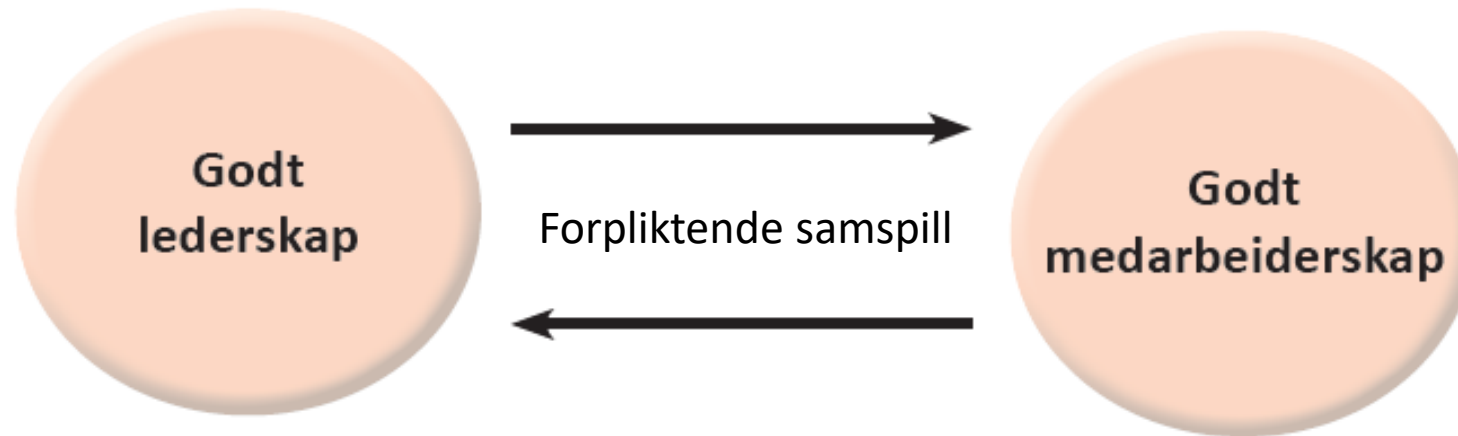 Godt
lederskap
Forpliktende samspill
Godt
medarbeiderskap